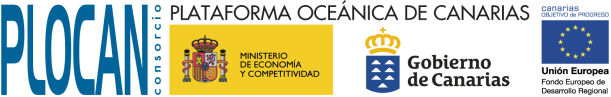 PLOCAN
consorcio
PLATAFORMA OCEÁNICA DE CANARIAS
MINISTERIO
DE ECONOMÍA
Y COMPETITIVIDAD
Gobierno
de Canarias
canarias
OBJETIVO DE PROGRESO
Unión Europea
Fondo Europeo de
Desarrollo Regional